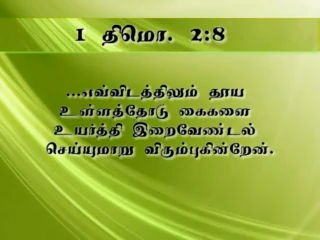 1 திமொ. 2:8
...எவ்விடத்திலும் தூய
உள்ளத்தோடு கைகளை
உயர்த்தி இறைவேண்டல்
செய்யுமாறு விரும்புகின்றேன்.